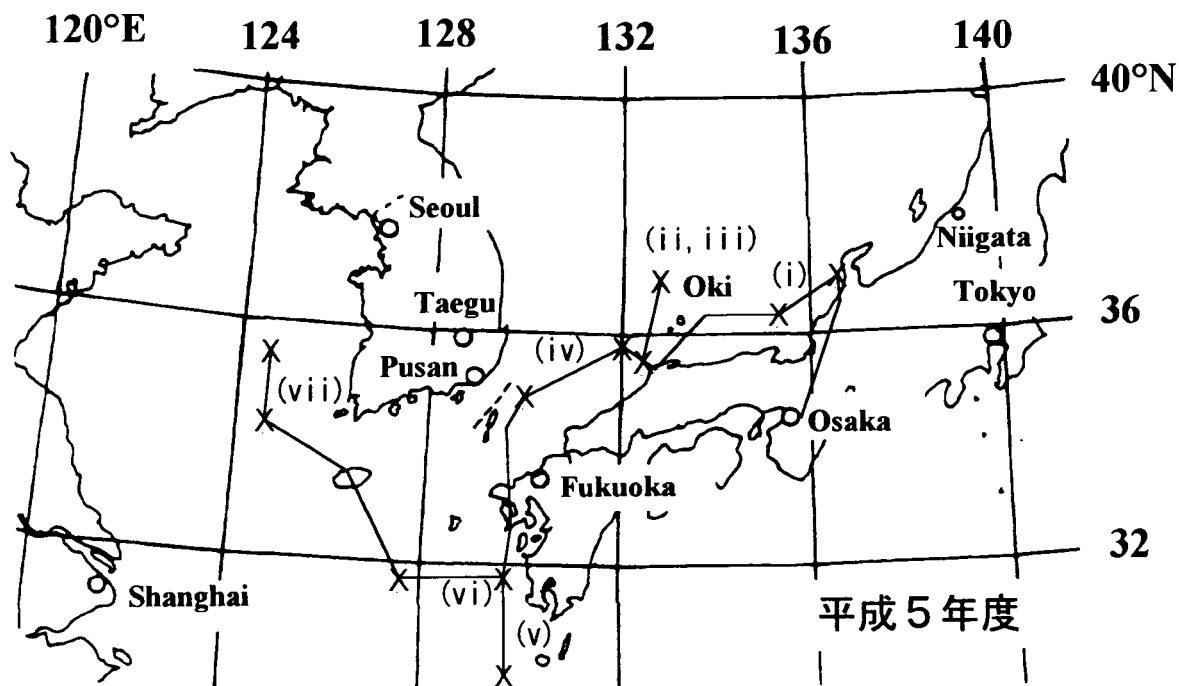 120°E 124 128 132 136 140
40°N
Seoul
(ii, iii)
Niigata
Oki
(i)
Taegu
Tokyo
36
(iv)
Pusan
(vii)
Osaka
Fukuoka
32
Shanghai
(vi)
平成5年度
(v)